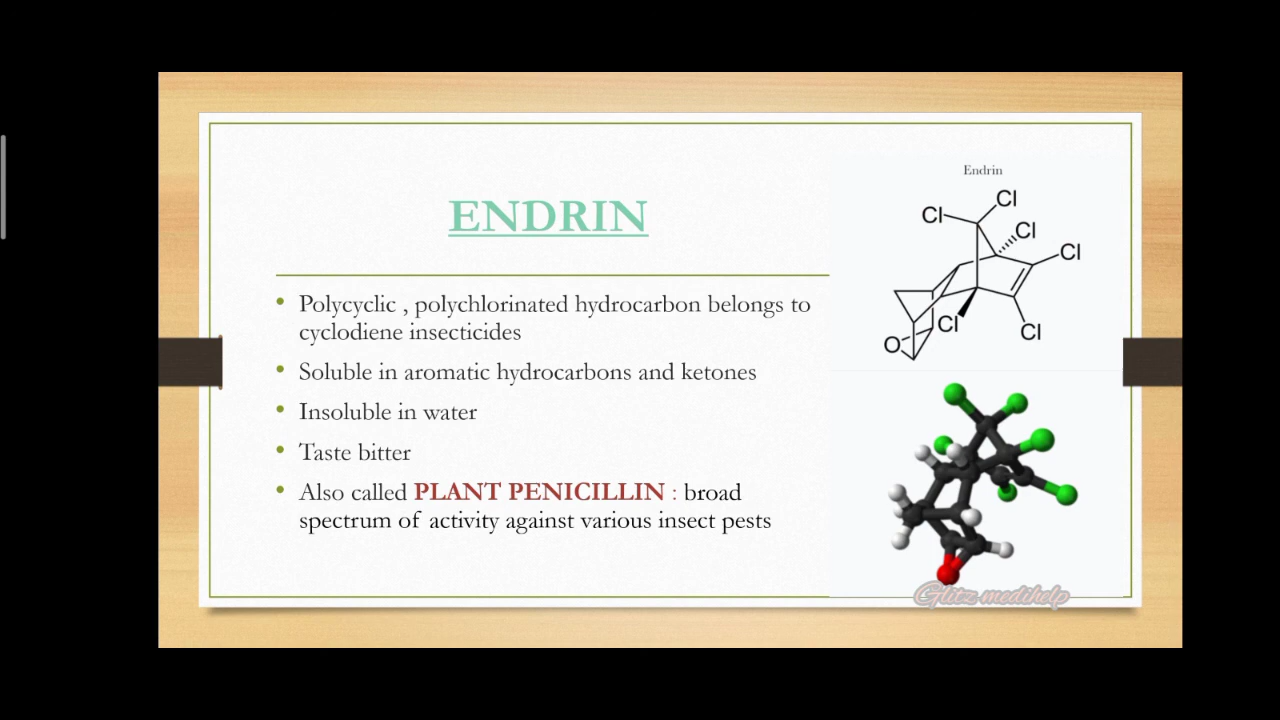 ENDRIN
Polycyclic , polychlorinated hydrocarbon belongs to
cyclodiene insecticides
Soluble in aromatic hydrocarbons and ketones
Insoluble in water
Taste bitter
Also called PLANT PENICILLIN : broad
spectrum of activity against various insect pests
Endrin
Cl
Cl
Cl
Cl
Cl
Cl
O
Glitz medihelp